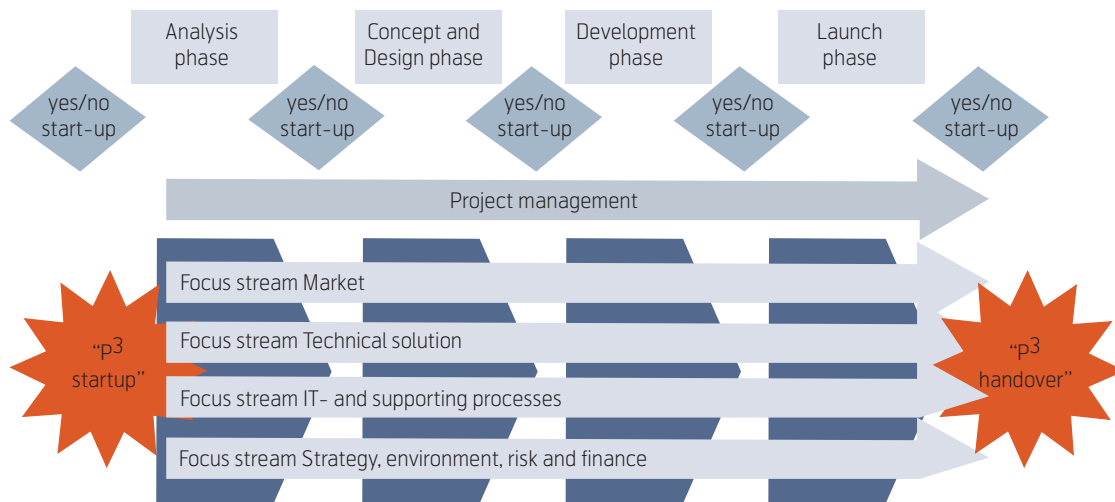 Analysis
phase
Concept and
Design phase
Development
phase
Launch
phase
yes/no
start-up
yes/no
start-up
yes/no
start-up
yes/no
start-up
yes/no
start-up
Project management
Focus stream Market
Focus stream Technical solution
"P³
startup"
"P³
handover"
Focus stream IT- and supporting processes
Focus stream Strategy, environment, risk and finance